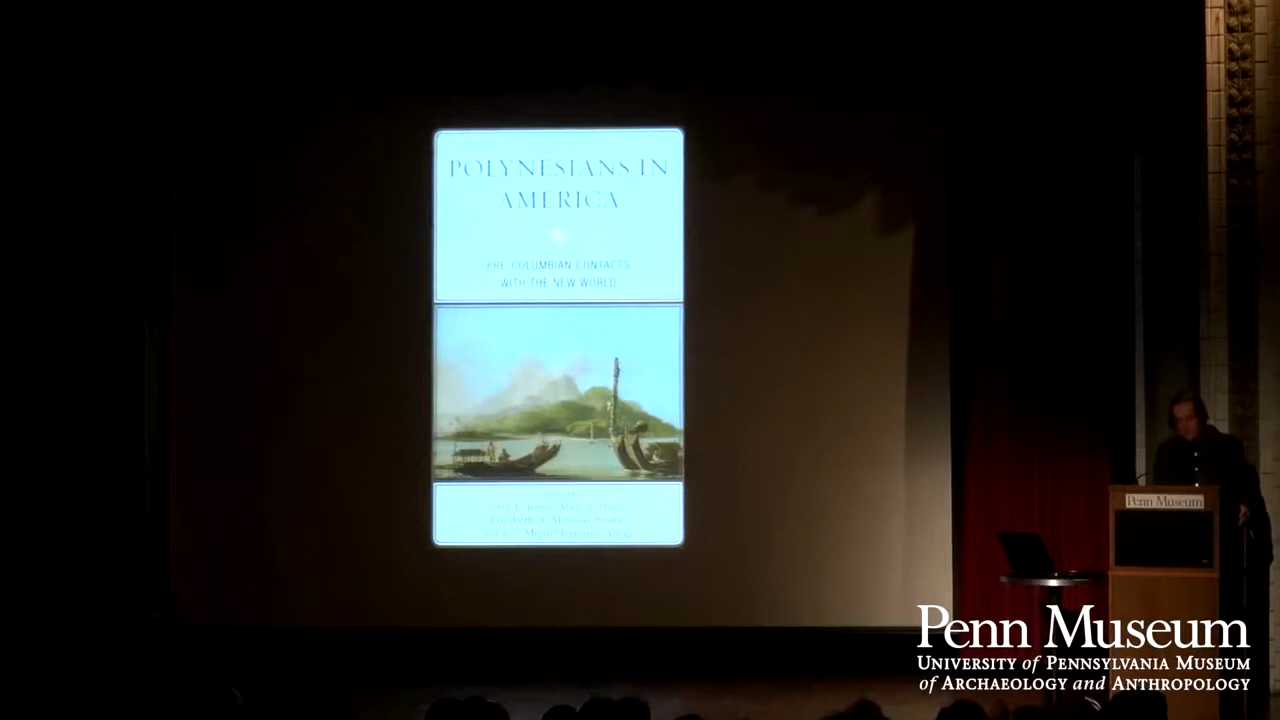 POLYNESIANS IN
AMERICA
PRE-COLUMBIAN CONTACTS
WITH THE NEW WORLD
Penn Museum
Penn Museum
UNIVERSITY of PENNSYLVANIA MUSEUM
of ARCHAEOLOGY and ANTHROPOLOGY